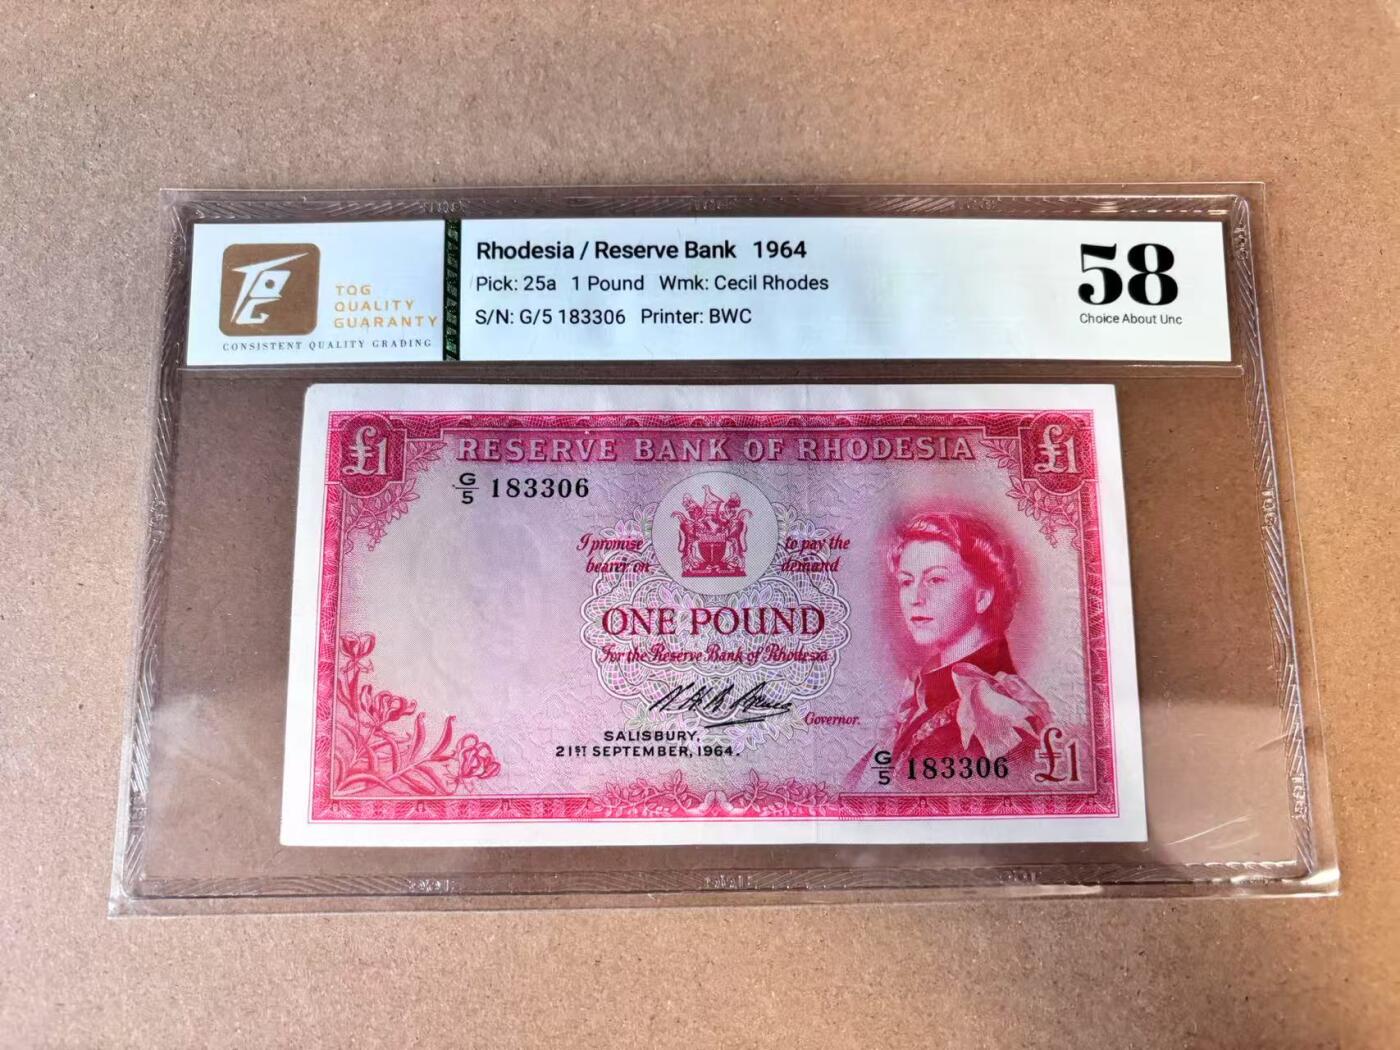 TQG
QUALITY
GUARANTY
CONSISTENT QUALITY GRADING
Rhodesia / Reserve Bank 1964
Pick: 25a 1 Pound Wmk: Cecil Rhodes
S/N: G/5 183306 Printer: BWC
58
Choice About Unc
£1
RESERVE BANK OF RHODESIA
£1
G/5 183306
I promise to pay the
bearer on demand
ONE POUND
For the Reserve Bank of Rhodesia
Governor.
SALISBURY,
21ST SEPTEMBER, 1964.
G/5 183306
£1